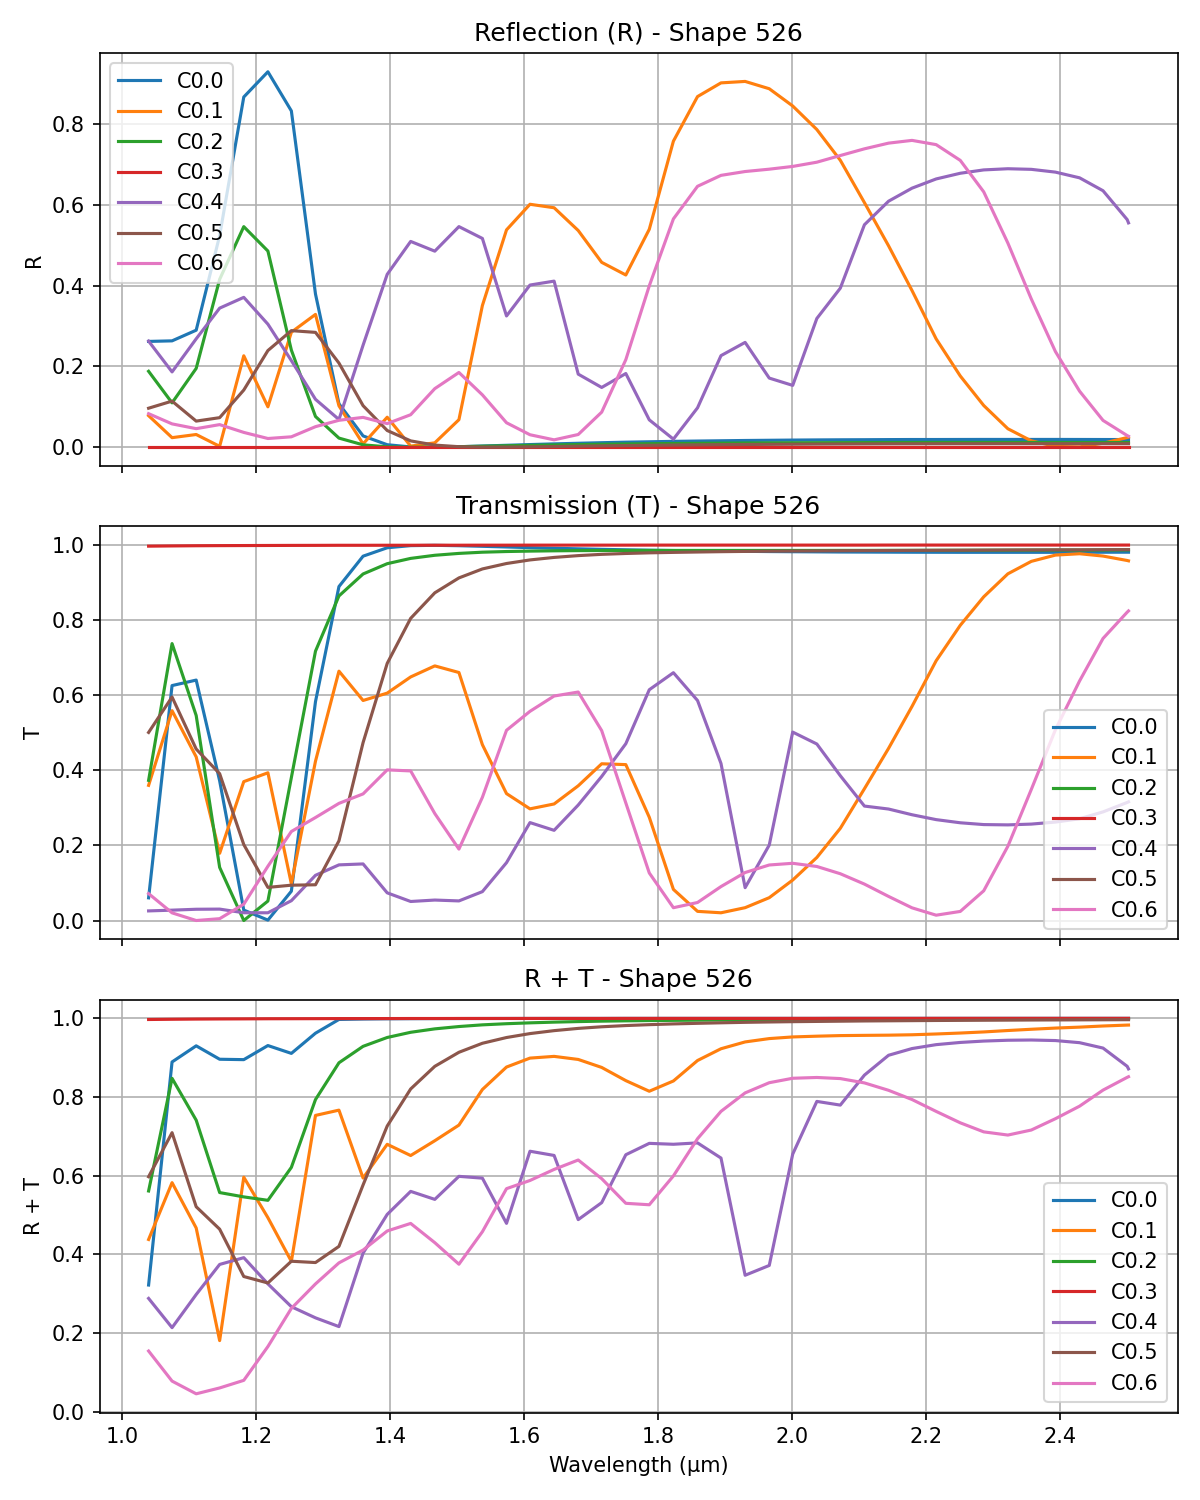 Reflection (R) - Shape 526
R
0.8
0.6
0.4
0.2
0.0
C0.0
C0.1
C0.2
C0.3
C0.4
C0.5
C0.6
Transmission (T) - Shape 526
T
1.0
0.8
0.6
0.4
0.2
0.0
C0.0
C0.1
C0.2
C0.3
C0.4
C0.5
C0.6
R + T - Shape 526
R + T
1.0
0.8
0.6
0.4
0.2
0.0
C0.0
C0.1
C0.2
C0.3
C0.4
C0.5
C0.6
1.0 1.2 1.4 1.6 1.8 2.0 2.2 2.4
Wavelength (μm)